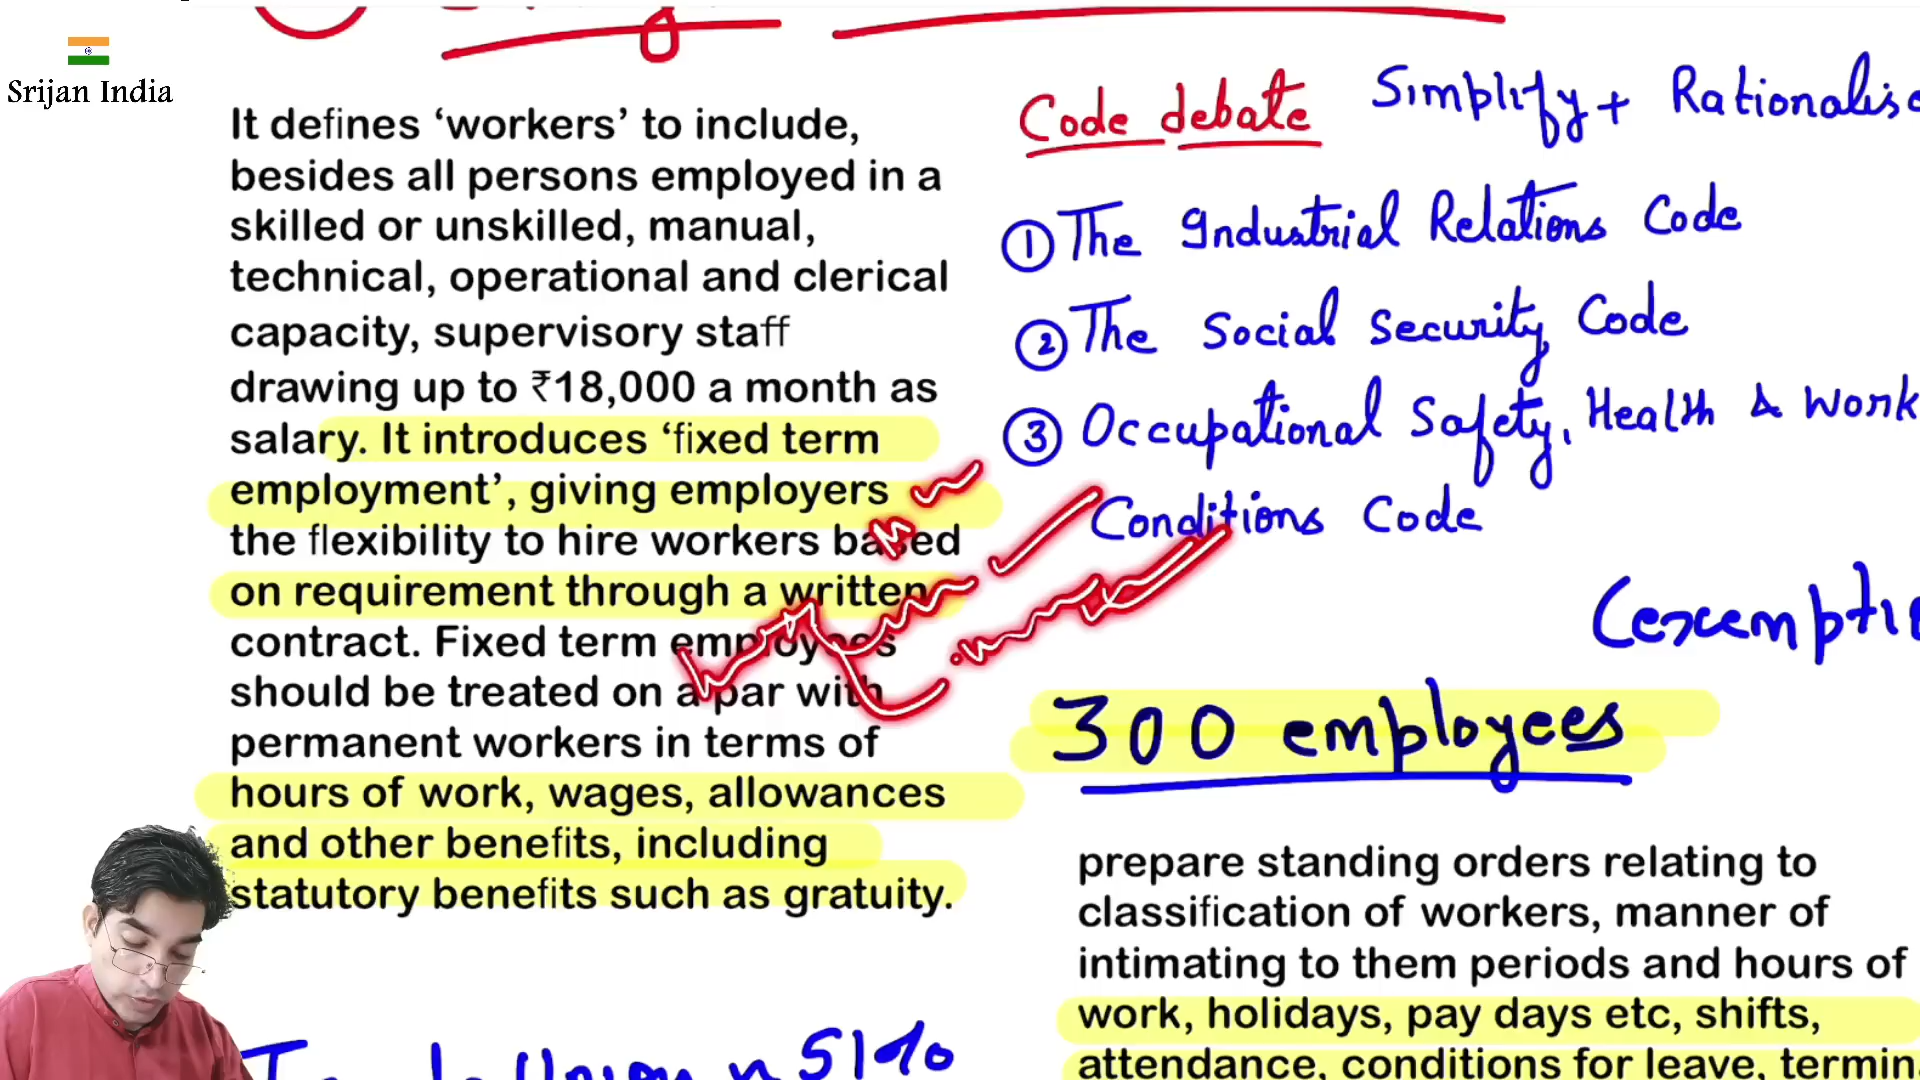 Srijan India
It defines ‘workers’ to include,
besides all persons employed in a
skilled or unskilled, manual,
technical, operational and clerical
capacity, supervisory staff
drawing up to ₹18,000 a month as
salary. It introduces ‘fixed term
employment’, giving employers
the flexibility to hire workers based
on requirement through a written
contract. Fixed term employees
should be treated on a par with
permanent workers in terms of
hours of work, wages, allowances
and other benefits, including
statutory benefits such as gratuity.
51%
Code debate Simplify + Rationalise
① The Industrial Relations Code
② The Social Security Code
③ Occupational Safety, Health & Work
Conditions Code
300 employees
prepare standing orders relating to
classification of workers, manner of
intimating to them periods and hours of
work, holidays, pay days etc, shifts,
attendance, conditions for leave, termin